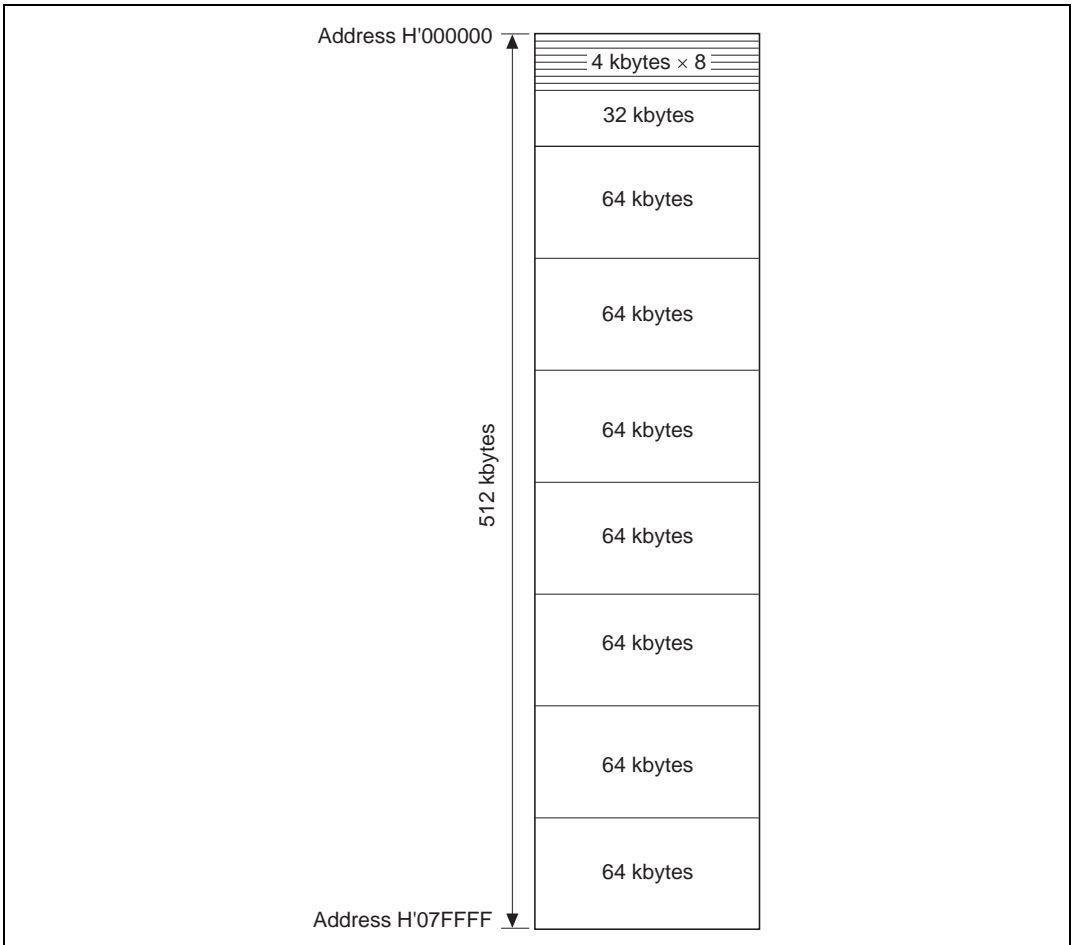 Address H'000000
4 kbytes × 8
32 kbytes
64 kbytes
64 kbytes
64 kbytes
512 kbytes
64 kbytes
64 kbytes
64 kbytes
64 kbytes
Address H'07FFFF